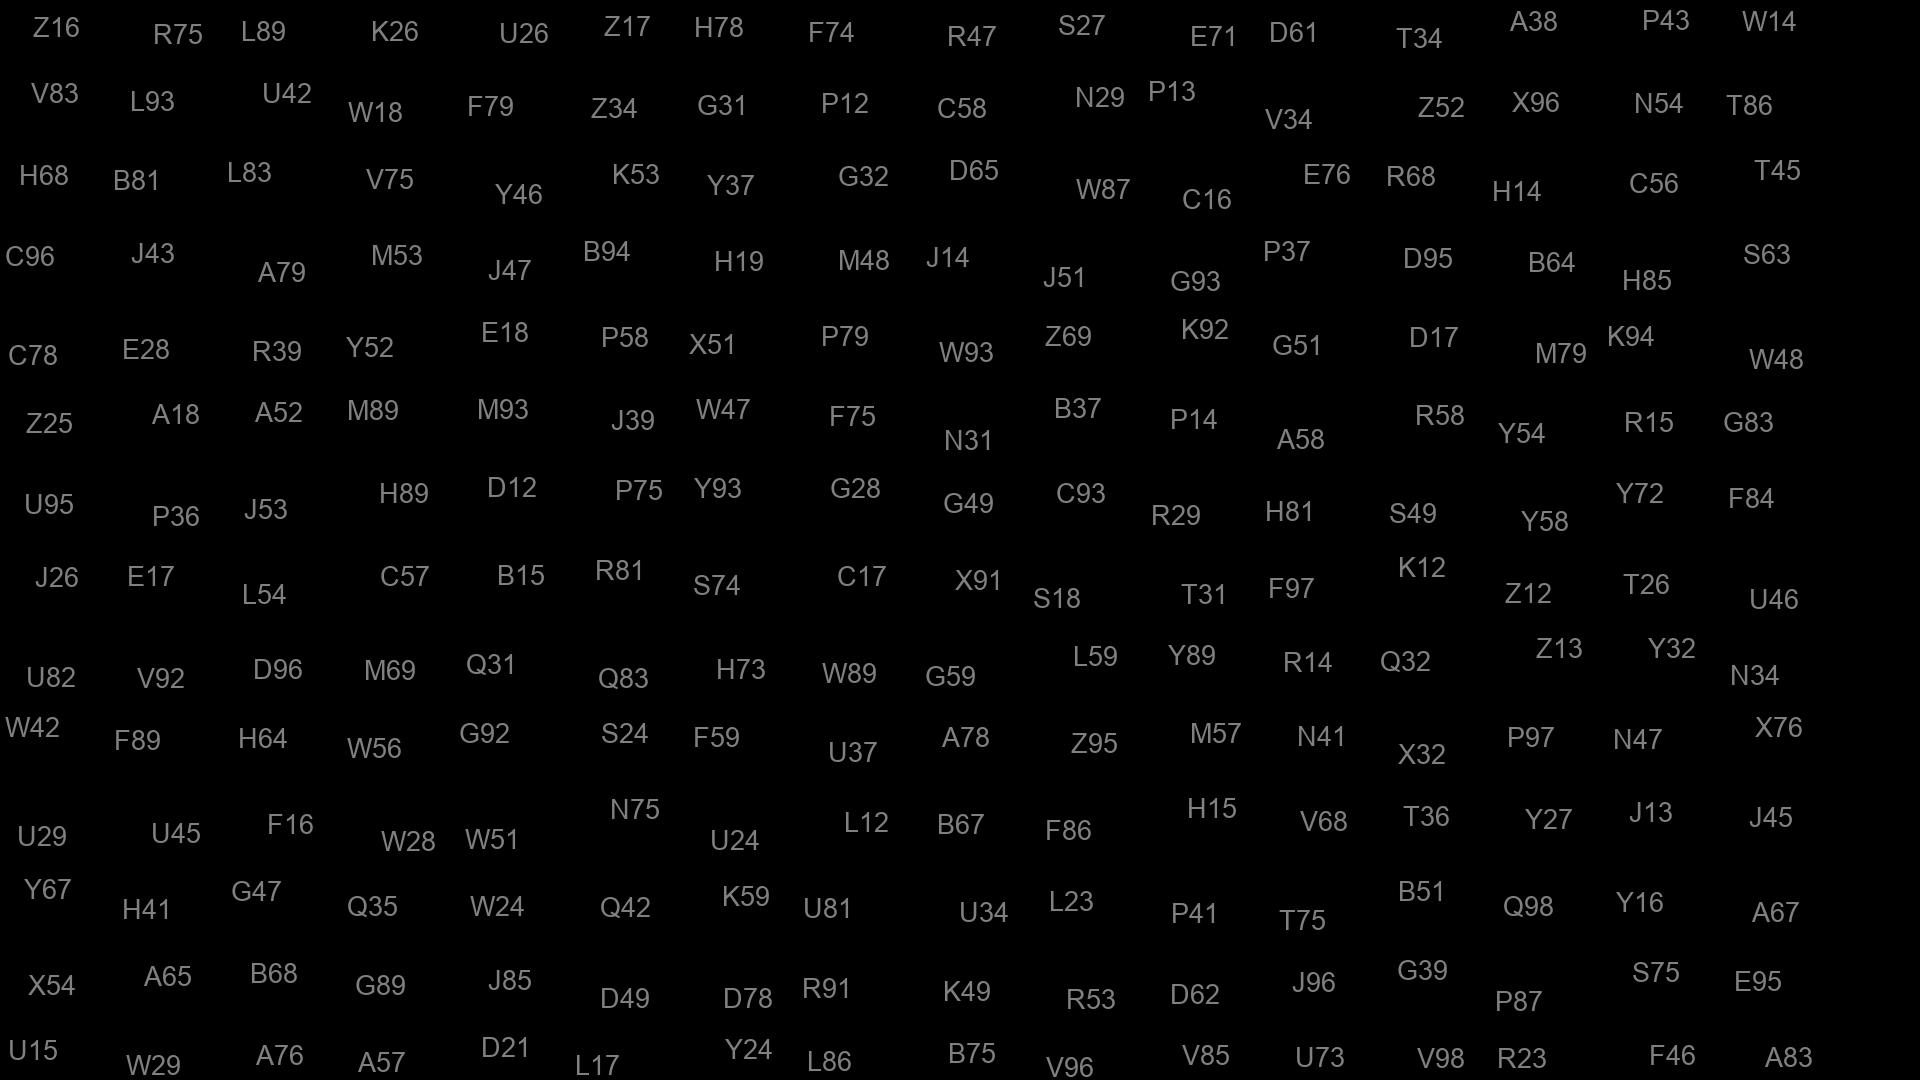 Z16 R75 L89 K26 U26 Z17 H78 F74 R47 S27 E71 D61 T34 A38 P43 W14
V83 L93 U42 W18 F79 Z34 G31 P12 C58 N29 P13 V34 Z52 X96 N54 T86
H68 B81 L83 V75 Y46 K53 Y37 G32 D65 W87 C16 E76 R68 H14 C56 T45
C96 J43 A79 M53 J47 B94 H19 M48 J14 J51 G93 P37 D95 B64 H85 S63
C78 E28 R39 Y52 E18 P58 X51 P79 W93 Z69 K92 G51 D17 M79 K94 W48
Z25 A18 A52 M89 M93 J39 W47 F75 N31 B37 P14 A58 R58 Y54 R15 G83
U95 P36 J53 H89 D12 P75 Y93 G28 G49 C93 R29 H81 S49 Y58 Y72 F84
J26 E17 L54 C57 B15 R81 S74 C17 X91 S18 T31 F97 K12 Z12 T26 U46
U82 V92 D96 M69 Q31 Q83 H73 W89 G59 L59 Y89 R14 Q32 Z13 Y32 N34
W42 F89 H64 W56 G92 S24 F59 U37 A78 Z95 M57 N41 X32 P97 N47 X76
U29 U45 F16 W28 W51 N75 U24 L12 B67 F86 H15 V68 T36 Y27 J13 J45
Y67 H41 G47 Q35 W24 Q42 K59 U81 U34 L23 P41 T75 B51 Q98 Y16 A67
X54 A65 B68 G89 J85 D49 D78 R91 K49 R53 D62 J96 G39 P87 S75 E95
U15 W29 A76 A57 D21 L17 Y24 L86 B75 V96 V85 U73 V98 R23 F46 A83